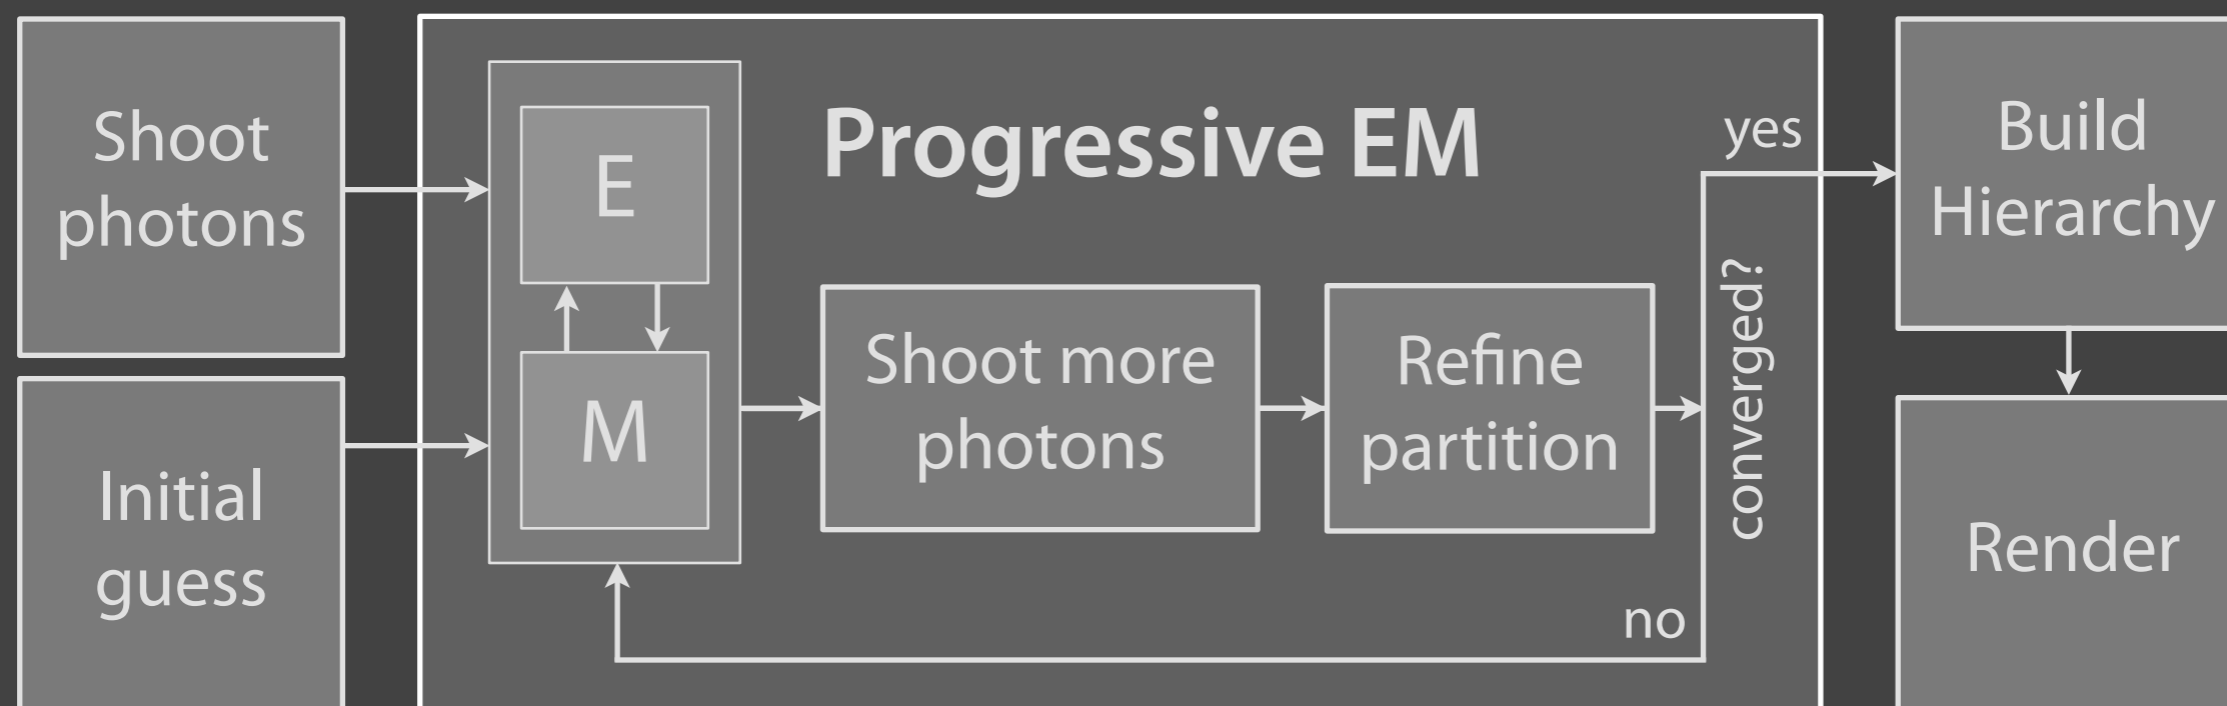 Shoot
photons
Initial
guess
E
M
Progressive EM
Shoot more
photons
Refine
partition
converged?
yes
no
Build
Hierarchy
Render